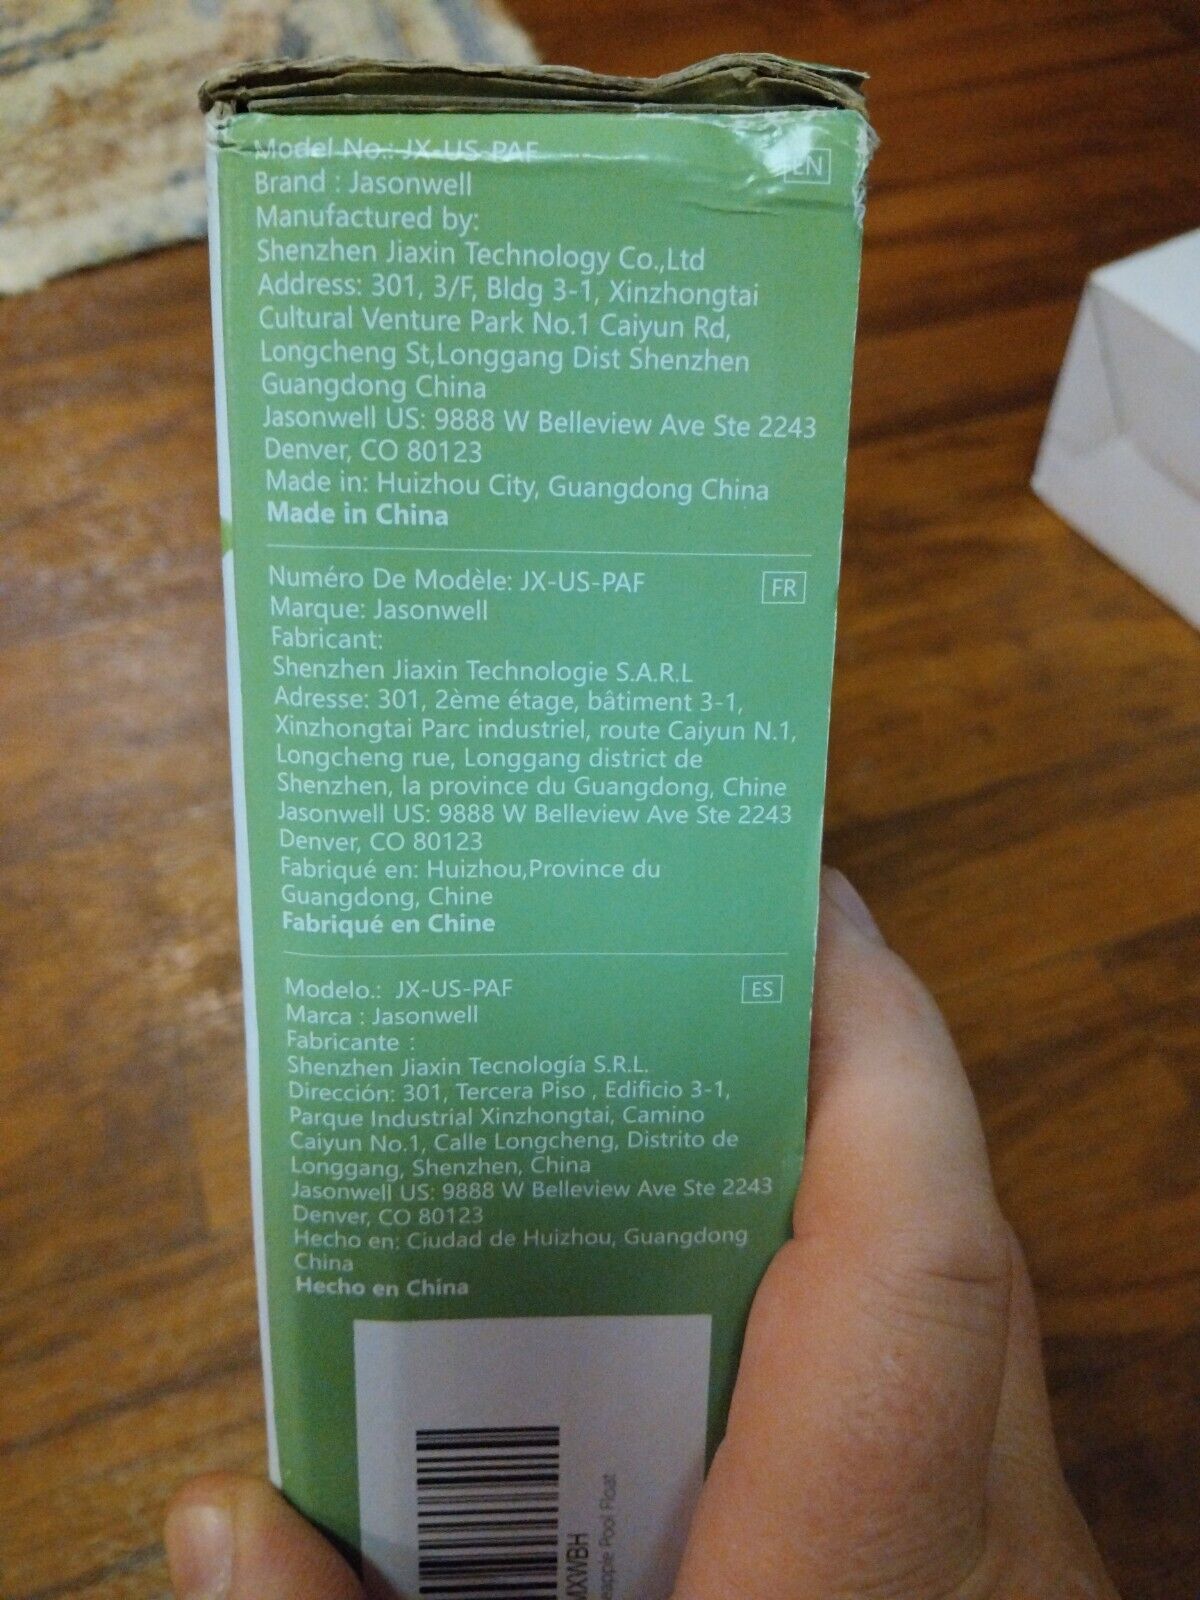 Model No.: JX-US-PAF
EN
Brand : Jasonwell
Manufactured by:
Shenzhen Jiaxin Technology Co.,Ltd
Address: 301, 3/F, Bldg 3-1, Xinzhongtai
Cultural Venture Park No.1 Caiyun Rd,
Longcheng St,Longgang Dist Shenzhen
Guangdong China
Jasonwell US: 9888 W Belleview Ave Ste 2243
Denver, CO 80123
Made in: Huizhou City, Guangdong China
Made in China
Numéro De Modèle: JX-US-PAF
FR
Marque: Jasonwell
Fabricant:
Shenzhen Jiaxin Technologie S.A.R.L
Adresse: 301, 2ème étage, bâtiment 3-1,
Xinzhongtai Parc industriel, route Caiyun N.1,
Longcheng rue, Longgang district de
Shenzhen, la province du Guangdong, Chine
Jasonwell US: 9888 W Belleview Ave Ste 2243
Denver, CO 80123
Fabriqué en: Huizhou,Province du
Guangdong, Chine
Fabriqué en Chine
Modelo.: JX-US-PAF
ES
Marca : Jasonwell
Fabricante :
Shenzhen Jiaxin Tecnología S.R.L.
Dirección: 301, Tercera Piso , Edificio 3-1,
Parque Industrial Xinzhongtai, Camino
Caiyun No.1, Calle Longcheng, Distrito de
Longgang, Shenzhen, China
Jasonwell US: 9888 W Belleview Ave Ste 2243
Denver, CO 80123
Hecho en: Ciudad de Huizhou, Guangdong
China
Hecho en China
Pool Float